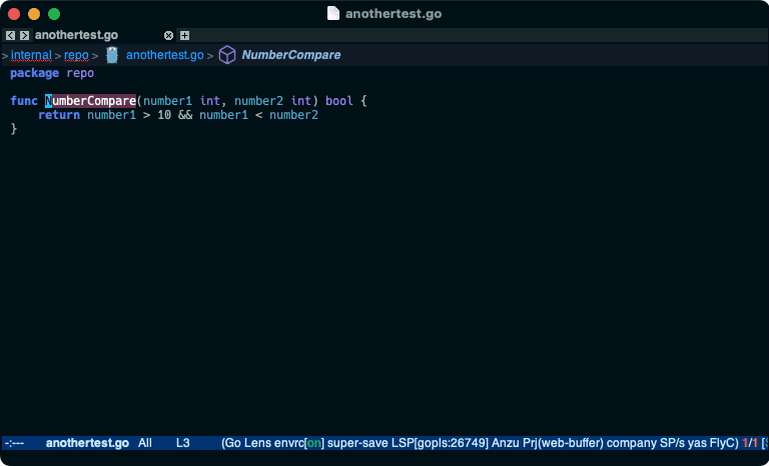 anothertest.go
anothertest.go
> internal > repo > anothertest.go > NumberCompare
package repo
func NumberCompare(number1 int, number2 int) bool {
    return number1 > 10 && number1 < number2
}
-:--- anothertest.go All L3 (Go Lens envrc[on] super-save LSP[gopls:26749] Anzu Prj(web-buffer) company SP/s yas FlyC) 1/1 [